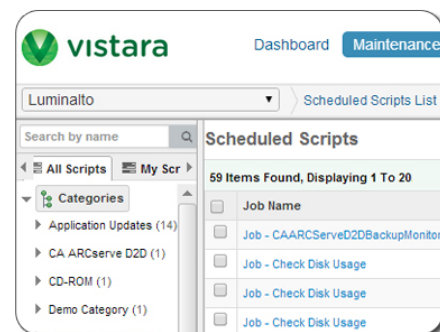 vistara
Dashboard Maintenance
Luminalto
Scheduled Scripts List
Search by name
All Scripts My Scr
Categories
Application Updates (14)
CA ARCserve D2D (1)
CD-ROM (1)
Demo Category (1)
Scheduled Scripts
59 Items Found, Displaying 1 To 20
Job Name
Job - CAARCServeD2DBackupMonitor
Job - Check Disk Usage
Job - Check Disk Usage
Job - Check Disk Usage